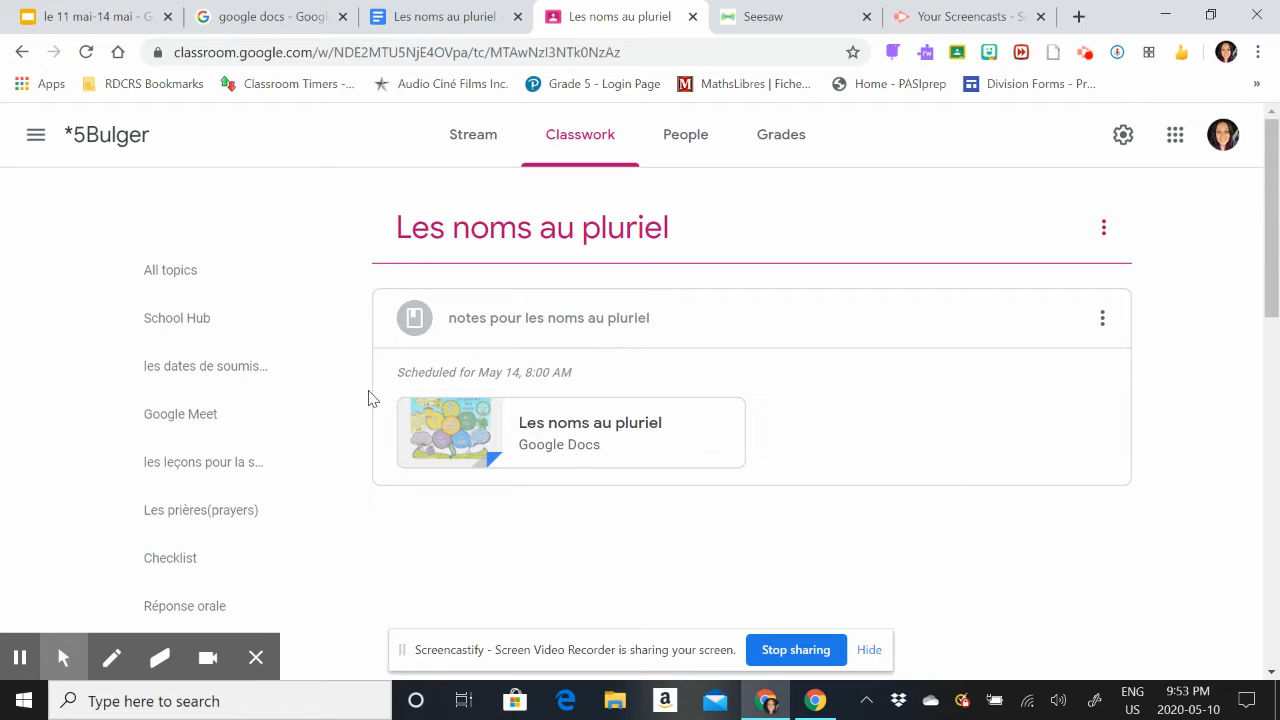 le 11 mai-14 mai - G
google docs - Googl
Les noms au pluriel
Les noms au pluriel
Seesaw
Your Screencasts - S
classroom.google.com/w/NDE2MTU5NjE4OVpa/tc/MTAwNzI3NTk0NzAz
Apps
RDCRS Bookmarks
Classroom Timers -...
Audio Ciné Films Inc.
Grade 5 - Login Page
MathsLibres | Fiche...
Home - PASIprep
Division Forms - Pr...
»
*5Bulger
Stream
Classwork
People
Grades
Les noms au pluriel
All topics
School Hub
les dates de soumis...
Google Meet
les leçons pour la s...
Les prières(prayers)
Checklist
Réponse orale
notes pour les noms au pluriel
Scheduled for May 14, 8:00 AM
Les noms au pluriel
Google Docs
Screencastify - Screen Video Recorder is sharing your screen.
Stop sharing
Hide
Type here to search
ENG
US
9:53 PM
2020-05-10